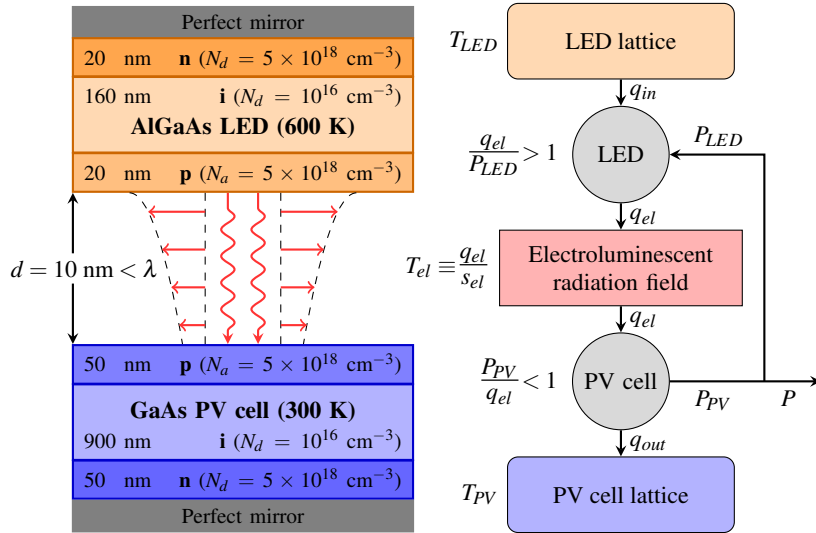 Perfect mirror
20 nm n (N_d = 5 × 10^18 cm^−3)
160 nm i (N_d = 10^16 cm^−3)
AlGaAs LED (600 K)
20 nm p (N_a = 5 × 10^18 cm^−3)
d = 10 nm < λ
50 nm p (N_a = 5 × 10^18 cm^−3)
GaAs PV cell (300 K)
900 nm i (N_d = 10^16 cm^−3)
50 nm n (N_d = 5 × 10^18 cm^−3)
Perfect mirror
T_LED
LED lattice
q_in
q_el/P_LED > 1
LED
P_LED
q_el
T_el ≡ q_el/s_el
Electroluminescent
radiation field
q_el
P_PV/q_el < 1
PV cell
P_PV
P
q_out
T_PV
PV cell lattice